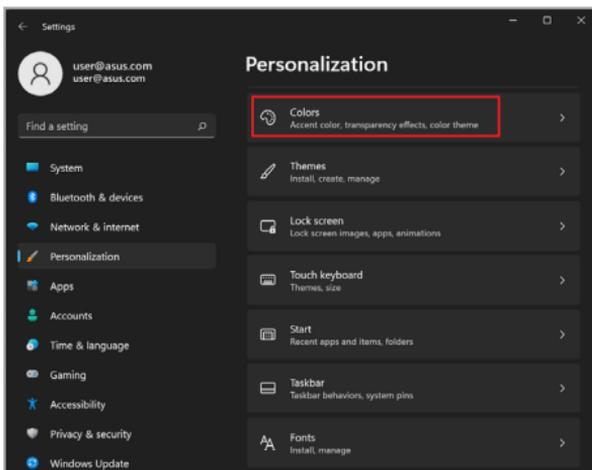 Settings
user@asus.com
user@asus.com
Find a setting
System
Bluetooth & devices
Network & internet
Personalization
Apps
Accounts
Time & language
Gaming
Accessibility
Privacy & security
Windows Update
Personalization
Colors
Accent color, transparency effects, color theme
Themes
Install, create, manage
Lock screen
Lock screen images, apps, animations
Touch keyboard
Themes, size
Start
Recent apps and items, folders
Taskbar
Taskbar behaviors, system pins
Fonts
Install, manage